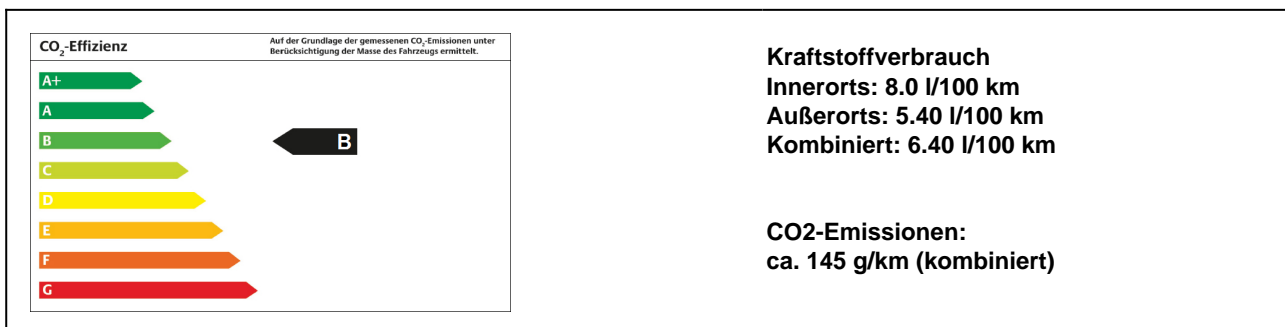 CO2-Effizienz
Auf der Grundlage der gemessenen CO2-Emissionen unter
Berücksichtigung der Masse des Fahrzeugs ermittelt.
A+
A
B
B
C
D
E
F
G
Kraftstoffverbrauch
Innerorts: 8.0 l/100 km
Außerorts: 5.40 l/100 km
Kombiniert: 6.40 l/100 km
CO2-Emissionen:
ca. 145 g/km (kombiniert)